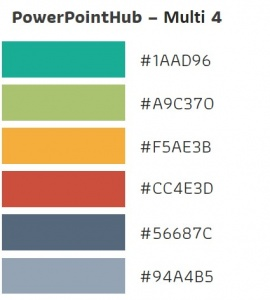 PowerPointHub – Multi 4
#1AAD96
#A9C370
#F5AE3B
#CC4E3D
#56687C
#94A4B5